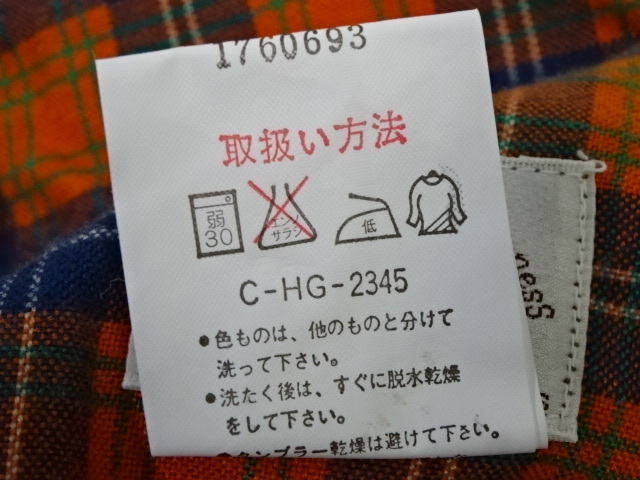 1760693
取扱い方法
弱
30
エンソ
サラシ
低
C-HG-2345
●色ものは、他のものと分けて
洗って下さい。
●洗たく後は、すぐに脱水乾燥
をして下さい。
●タンブラー乾燥は避けて下さい。
ness